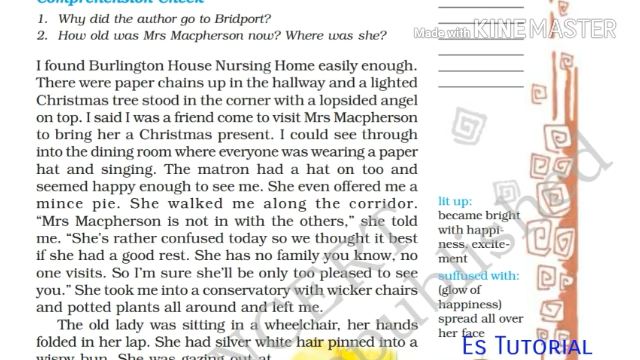 Comprehension Check
1. Why did the author go to Bridport?
2. How old was Mrs Macpherson now? Where was she?
Made with KINEMASTER
I found Burlington House Nursing Home easily enough.
There were paper chains up in the hallway and a lighted
Christmas tree stood in the corner with a lopsided angel
on top. I said I was a friend come to visit Mrs Macpherson
to bring her a Christmas present. I could see through
into the dining room where everyone was wearing a paper
hat and singing. The matron had a hat on too and
seemed happy enough to see me. She even offered me a
mince pie. She walked me along the corridor.
“Mrs Macpherson is not in with the others,” she told
me. “She’s rather confused today so we thought it best
if she had a good rest. She has no family you know, no
one visits. So I’m sure she’ll be only too pleased to see
you.” She took me into a conservatory with wicker chairs
and potted plants all around and left me.
The old lady was sitting in a wheelchair, her hands
folded in her lap. She had silver white hair pinned into a
wispy bun. She was gazing out at
lit up:
became bright
with happi-
ness, excite-
ment
suffused with:
(glow of
happiness)
spread all over
her face
Es Tutorial
NCERT
republished